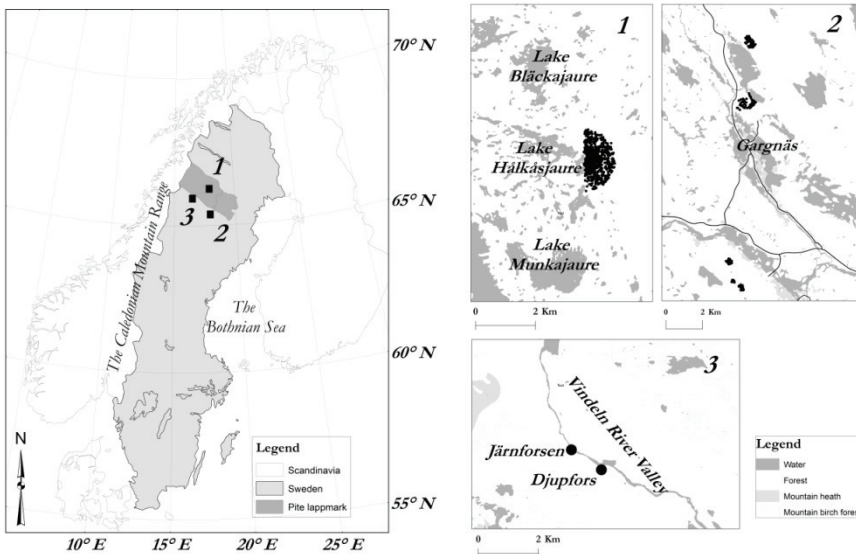 70° N
65° N
60° N
55° N
10° E
15° E
20° E
25° E
The Caledonian Mountain Range
The
Bothnian Sea
1
2
3
N
Legend
Scandinavia
Sweden
Pite lappmark
1
Lake
Bläckajaure
Lake
Hålkåsjaure
Lake
Munkajaure
0 2 Km
2
Gargnäs
0 2 Km
3
Vindeln River Valley
Järnforsen
Djupfors
0 2 Km
Legend
Water
Forest
Mountain heath
Mountain birch forest